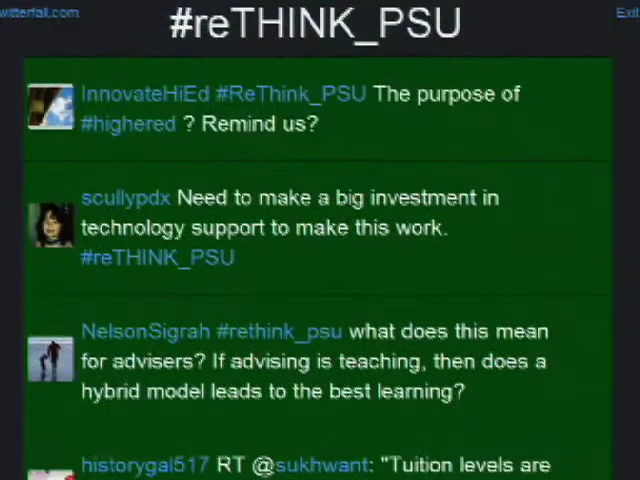 witterfall.com
#reTHINK_PSU
Exit
InnovateHiEd #ReThink_PSU The purpose of
#highered ? Remind us?
scullypdx Need to make a big investment in
technology support to make this work.
#reTHINK_PSU
NelsonSigrah #rethink_psu what does this mean
for advisers? If advising is teaching, then does a
hybrid model leads to the best learning?
historygal517 RT @sukhwant: "Tuition levels are